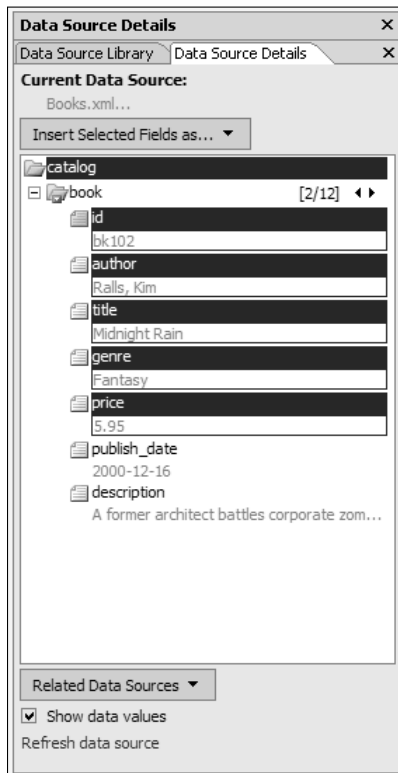 Data Source Details
Data Source Library Data Source Details
Current Data Source:
Books.xml...
Insert Selected Fields as...
catalog
book [2/12]
id
bk102
author
Ralls, Kim
title
Midnight Rain
genre
Fantasy
price
5.95
publish_date
2000-12-16
description
A former architect battles corporate zom...
Related Data Sources
Show data values
Refresh data source